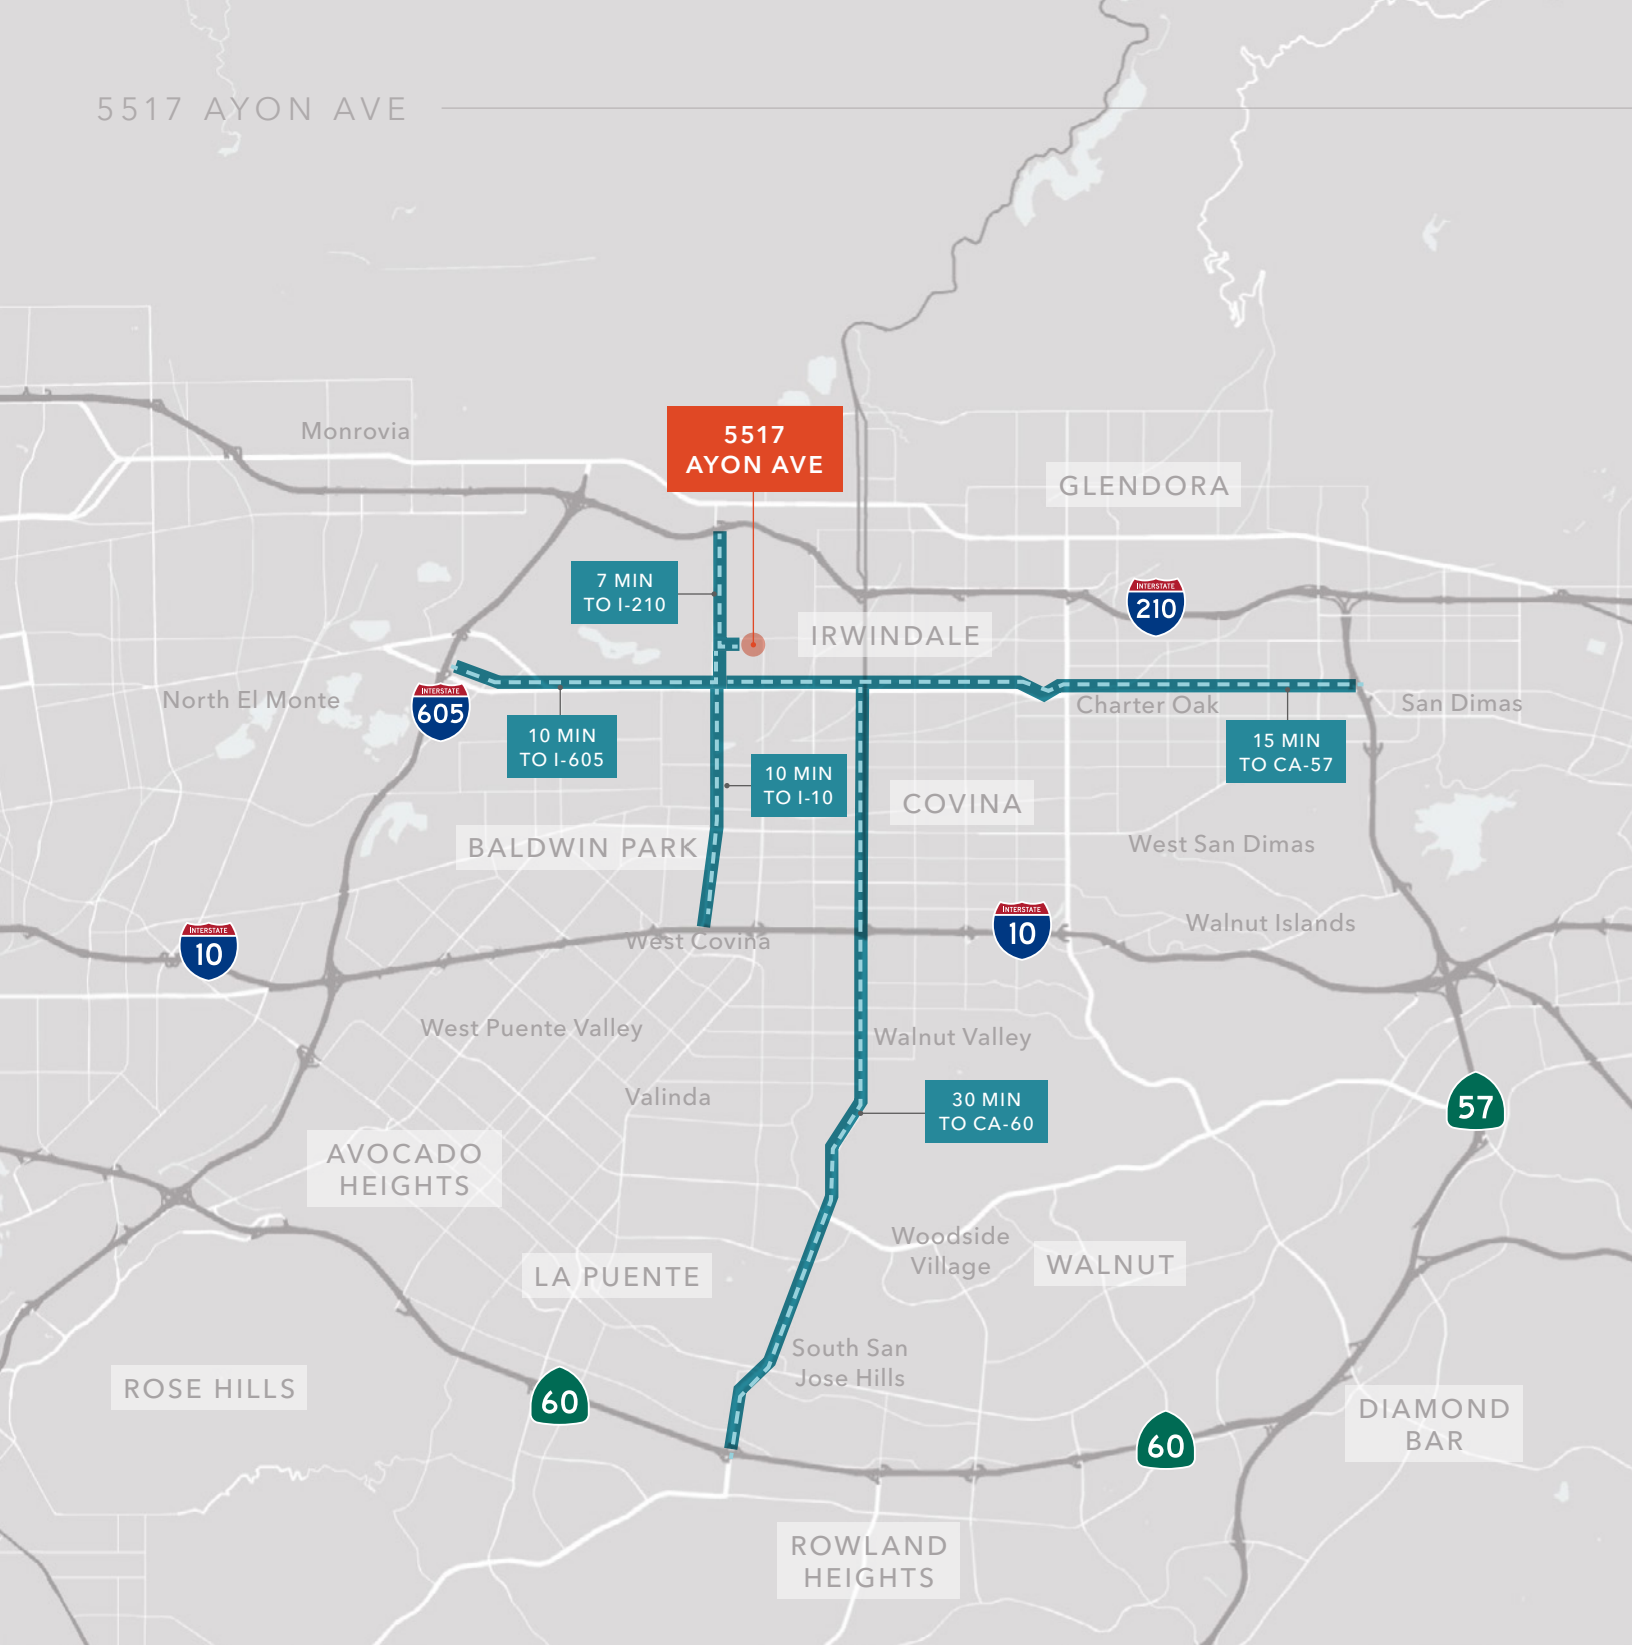 5517 AYON AVE
Monrovia
5517
AYON AVE
GLENDORA
7 MIN
TO I-210
INTERSTATE
210
IRWINDALE
North El Monte
INTERSTATE
605
Charter Oak
San Dimas
10 MIN
TO I-605
15 MIN
TO CA-57
10 MIN
TO I-10
COVINA
BALDWIN PARK
West San Dimas
INTERSTATE
10
West Covina
INTERSTATE
10
Walnut Islands
West Puente Valley
Walnut Valley
Valinda
30 MIN
TO CA-60
57
AVOCADO
HEIGHTS
Woodside
Village
WALNUT
LA PUENTE
South San
Jose Hills
ROSE HILLS
60
DIAMOND
BAR
60
ROWLAND
HEIGHTS